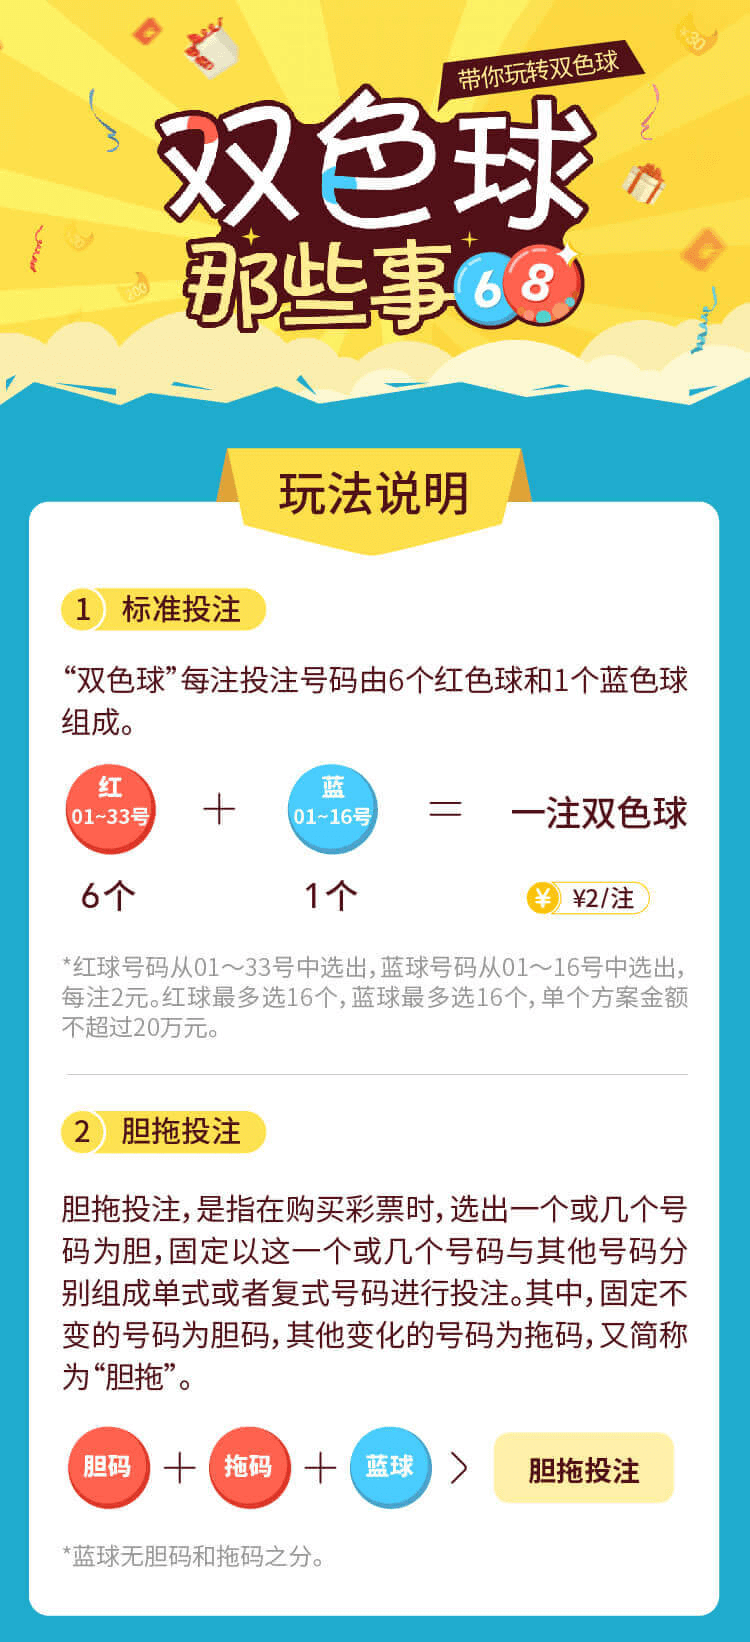 带你玩转双色球
双色球
那些事
6 8
¥30
200
玩法说明
1 标准投注
“双色球”每注投注号码由6个红色球和1个蓝色球
组成。
红 蓝
01~33号 + 01~16号 = 一注双色球
6个 1个 ¥ ¥2/注
*红球号码从01～33号中选出，蓝球号码从01～16号中选出，
每注2元。红球最多选16个，蓝球最多选16个，单个方案金额
不超过20万元。
2 胆拖投注
胆拖投注，是指在购买彩票时，选出一个或几个号
码为胆，固定以这一个或几个号码与其他号码分
别组成单式或者复式号码进行投注。其中，固定不
变的号码为胆码，其他变化的号码为拖码，又简称
为“胆拖”。
胆码 + 拖码 + 蓝球 > 胆拖投注
*蓝球无胆码和拖码之分。